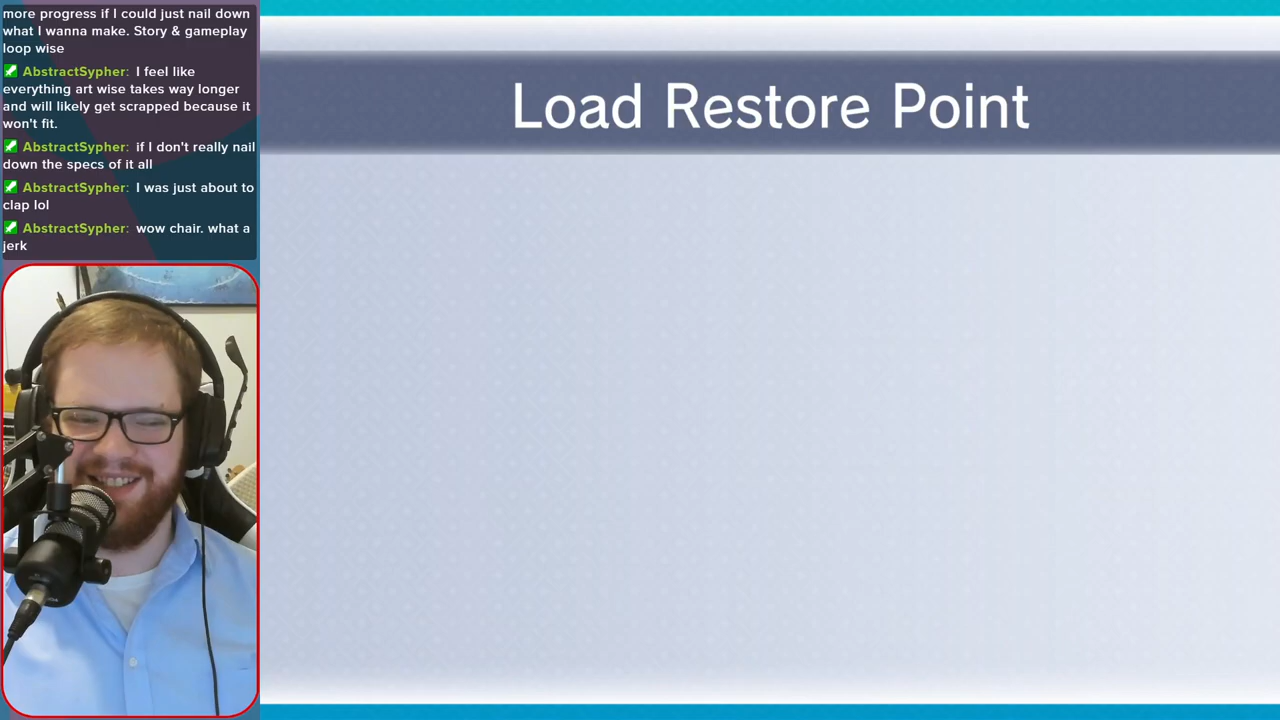 more progress if I could just nail down
what I wanna make. Story & gameplay
loop wise
AbstractSypher: I feel like
everything art wise takes way longer
and will likely get scrapped because it
won't fit.
AbstractSypher: if I don't really nail
down the specs of it all
AbstractSypher: I was just about to
clap lol
AbstractSypher: wow chair. what a
jerk
Load Restore Point